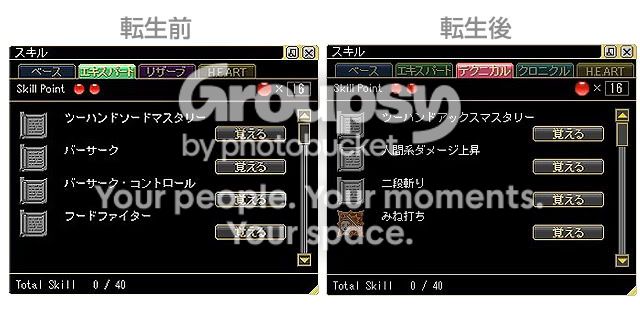 転生前
スキル
ベース エキスパート リザーブ H.EART
Skill Point × 16
ツーハンドソードマスタリー
覚える
バーサーク
覚える
バーサーク・コントロール
覚える
フードファイター
覚える
Total Skill 0 / 40
転生後
スキル
ベース エキスパート テクニカル クロニクル H.EART
Skill Point × 16
ツーハンドアックスマスタリー
覚える
人間系ダメージ上昇
覚える
二段斬り
覚える
みね打ち
覚える
Total Skill 0 / 40
Groupsy
by photobucket
Your people. Your moments.
Your space.